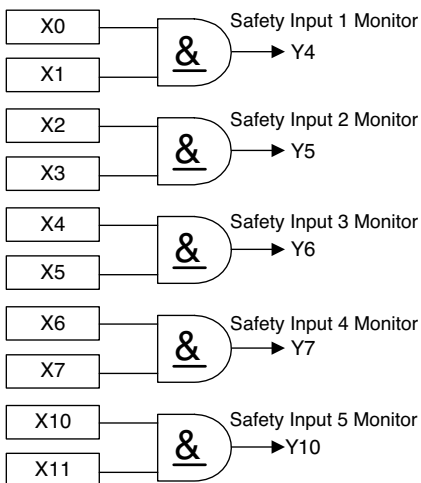 X0
Safety Input 1 Monitor
&
Y4
X1
X2
Safety Input 2 Monitor
&
Y5
X3
X4
Safety Input 3 Monitor
&
Y6
X5
X6
Safety Input 4 Monitor
&
Y7
X7
X10
Safety Input 5 Monitor
&
Y10
X11